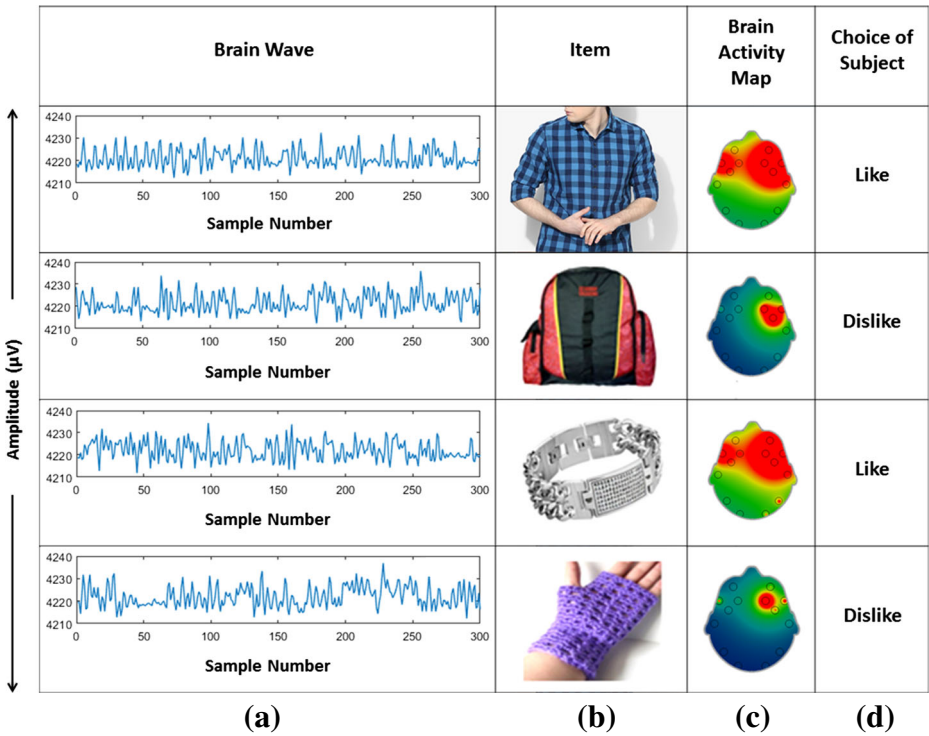 Brain Wave
Item
Brain
Activity
Map
Choice of
Subject
Amplitude (µV)
4240
4230
4220
4210
0 50 100 150 200 250 300
Sample Number
Like
4240
4230
4220
4210
0 50 100 150 200 250 300
Sample Number
Dislike
4240
4230
4220
4210
0 50 100 150 200 250 300
Sample Number
Like
4240
4230
4220
4210
0 50 100 150 200 250 300
Sample Number
Dislike
(a) (b) (c) (d)